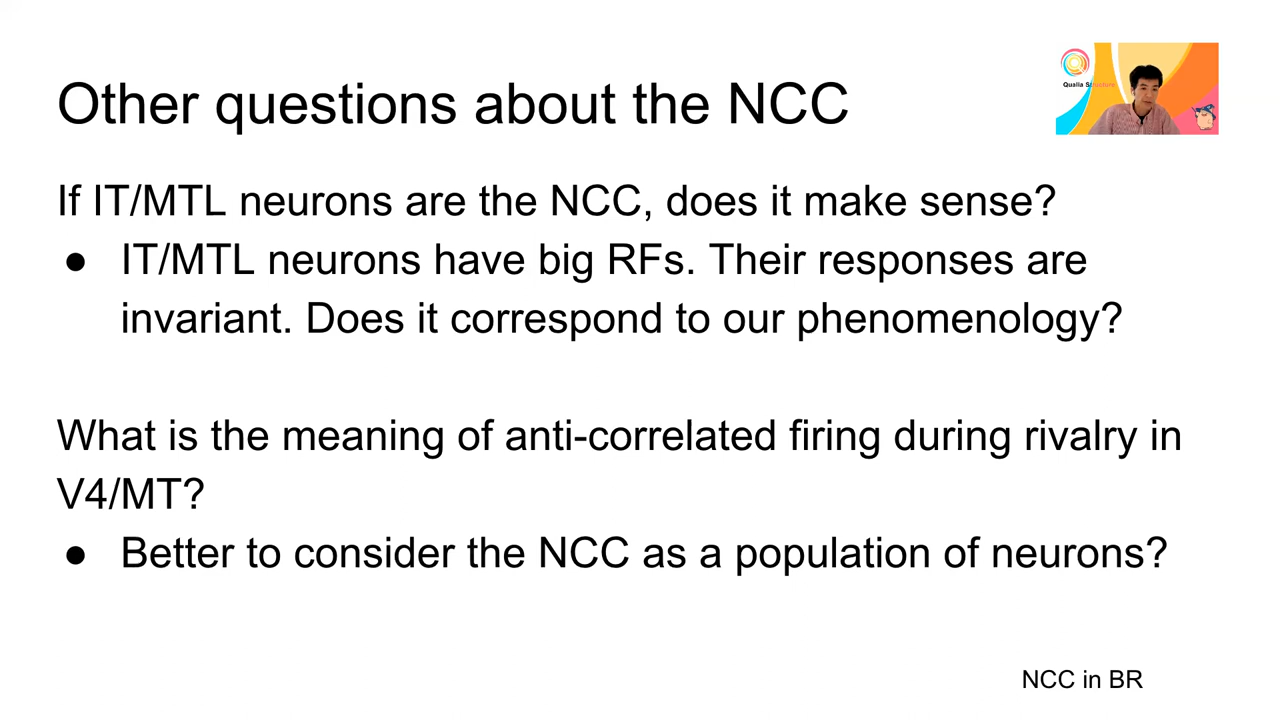 Other questions about the NCC
Qualia Structure
If IT/MTL neurons are the NCC, does it make sense?
● IT/MTL neurons have big RFs. Their responses are
invariant. Does it correspond to our phenomenology?
What is the meaning of anti-correlated firing during rivalry in
V4/MT?
● Better to consider the NCC as a population of neurons?
NCC in BR